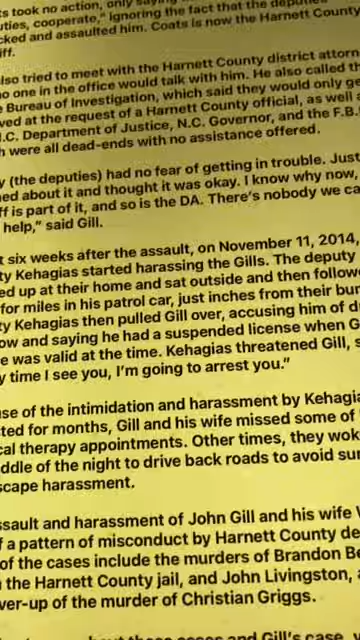 ts took no action, only saying
uties, cooperate," ignoring the fact that the deputies
cked and assaulted him. Coats is now the Harnett County
iff.
lso tried to meet with the Harnett County district attorn
no one in the office would talk with him. He also called th
e Bureau of Investigation, which said they would only ge
ved at the request of a Harnett County official, as well a
N.C. Department of Justice, N.C. Governor, and the F.B.
h were all dead-ends with no assistance offered.
y (the deputies) had no fear of getting in trouble. Just
hed about it and thought it was okay. I know why now,
ff is part of it, and so is the DA. There's nobody we ca
help," said Gill.
t six weeks after the assault, on November 11, 2014,
ty Kehagias started harassing the Gills. The deputy
ed up at their home and sat outside and then followe
for miles in his patrol car, just inches from their bum
ty Kehagias then pulled Gill over, accusing him of d
ow and saying he had a suspended license when G
e was valid at the time. Kehagias threatened Gill, s
y time I see you, I'm going to arrest you."
use of the intimidation and harassment by Kehagia
sted for months, Gill and his wife missed some of
cal therapy appointments. Other times, they wok
ddle of the night to drive back roads to avoid sur
scape harassment.
ssault and harassment of John Gill and his wife
f a pattern of misconduct by Harnett County de
of the cases include the murders of Brandon Be
the Harnett County jail, and John Livingston, a
ver-up of the murder of Christian Griggs.
about these cases and Gill's case,